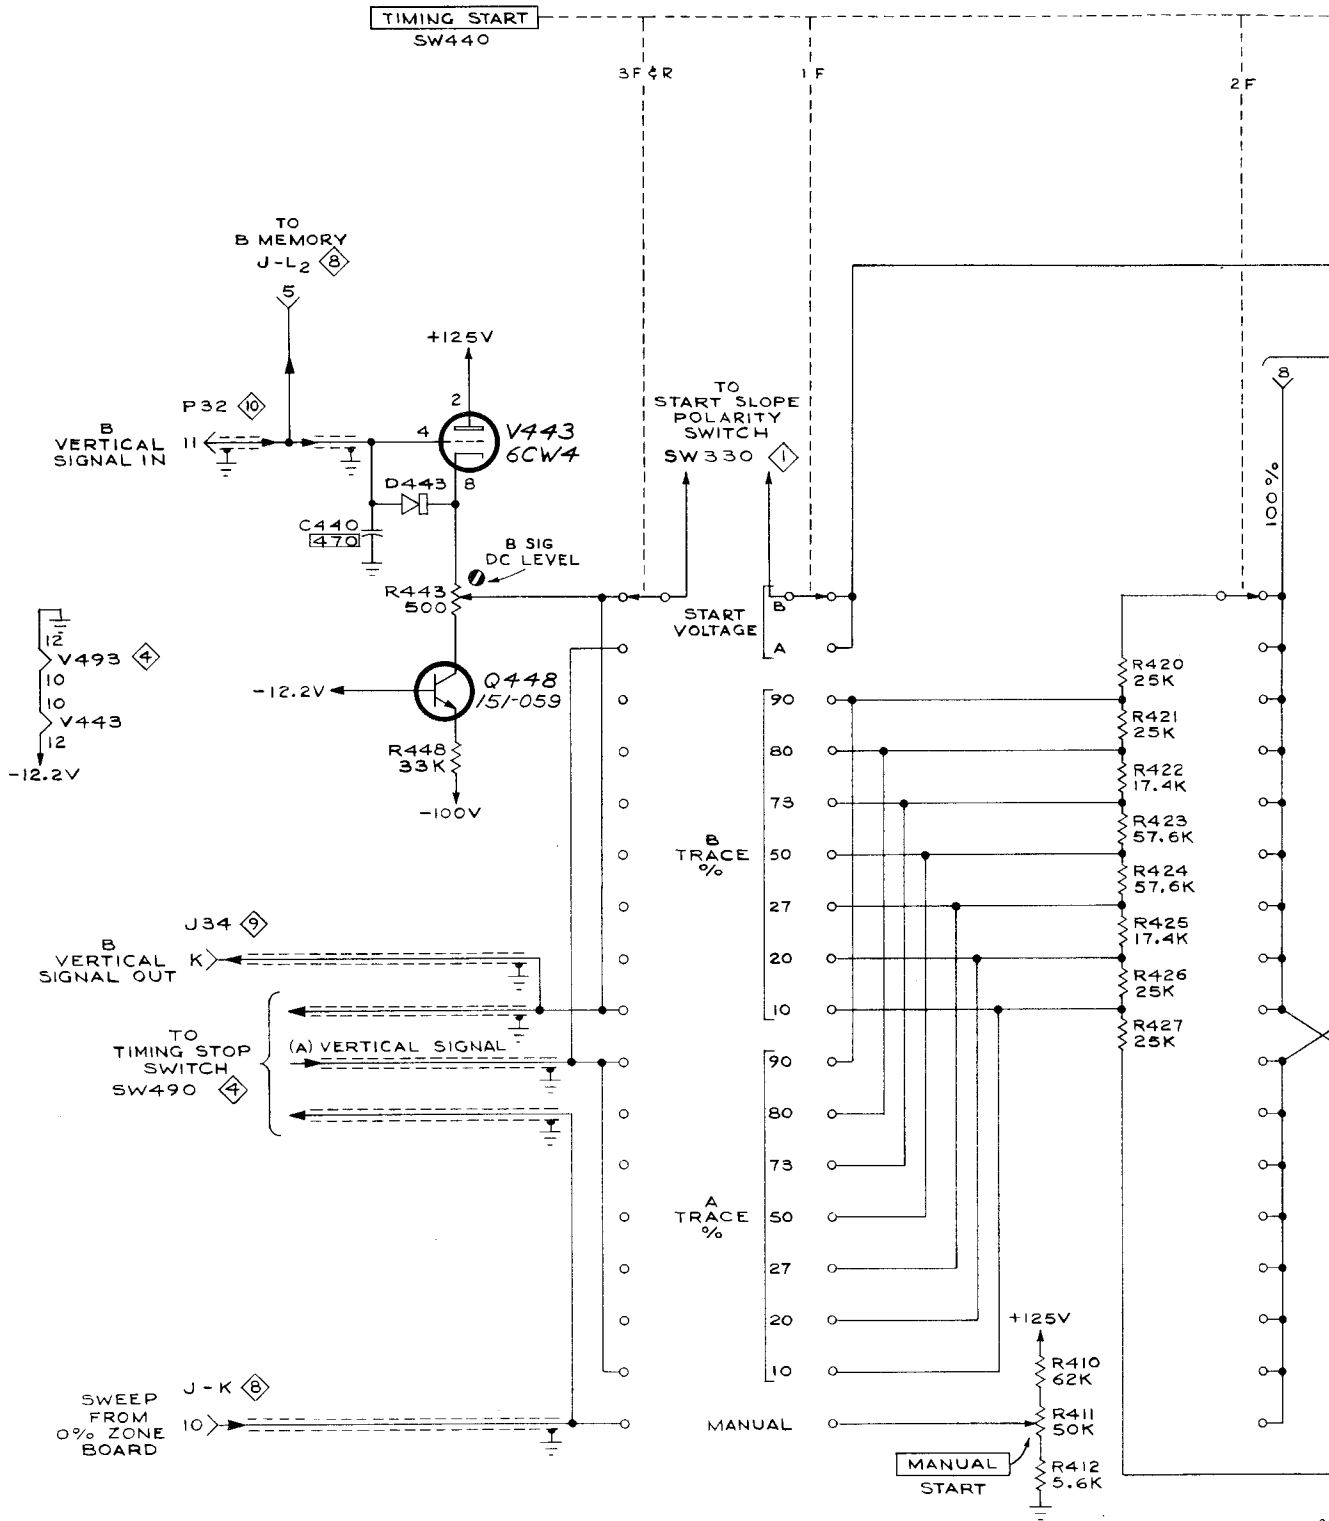 TIMING START
SW440
3F & R
1F
2F
TO
B MEMORY
J-L2 8
5
+125V
P32 10
B
VERTICAL
SIGNAL IN
11
2
4
8
V443
6CW4
D443
C440
470
B SIG
DC LEVEL
R443
500
TO
START SLOPE
POLARITY
SWITCH
SW330 1
8
100%
START
VOLTAGE
B
A
12
V493 4
10
10
V443
12
-12.2V
-12.2V
Q448
151-059
R448
33K
-100V
B
TRACE
%
90
80
73
50
27
20
10
R420
25K
R421
25K
R422
17.4K
R423
57.6K
R424
57.6K
R425
17.4K
R426
25K
R427
25K
J34 9
B
VERTICAL
SIGNAL OUT
K
TO
TIMING STOP
SWITCH
SW490 4
(A) VERTICAL SIGNAL
A
TRACE
%
90
80
73
50
27
20
10
MANUAL
J-K 8
SWEEP
FROM
0% ZONE
BOARD
10
+125V
R410
62K
R411
50K
R412
5.6K
MANUAL
START